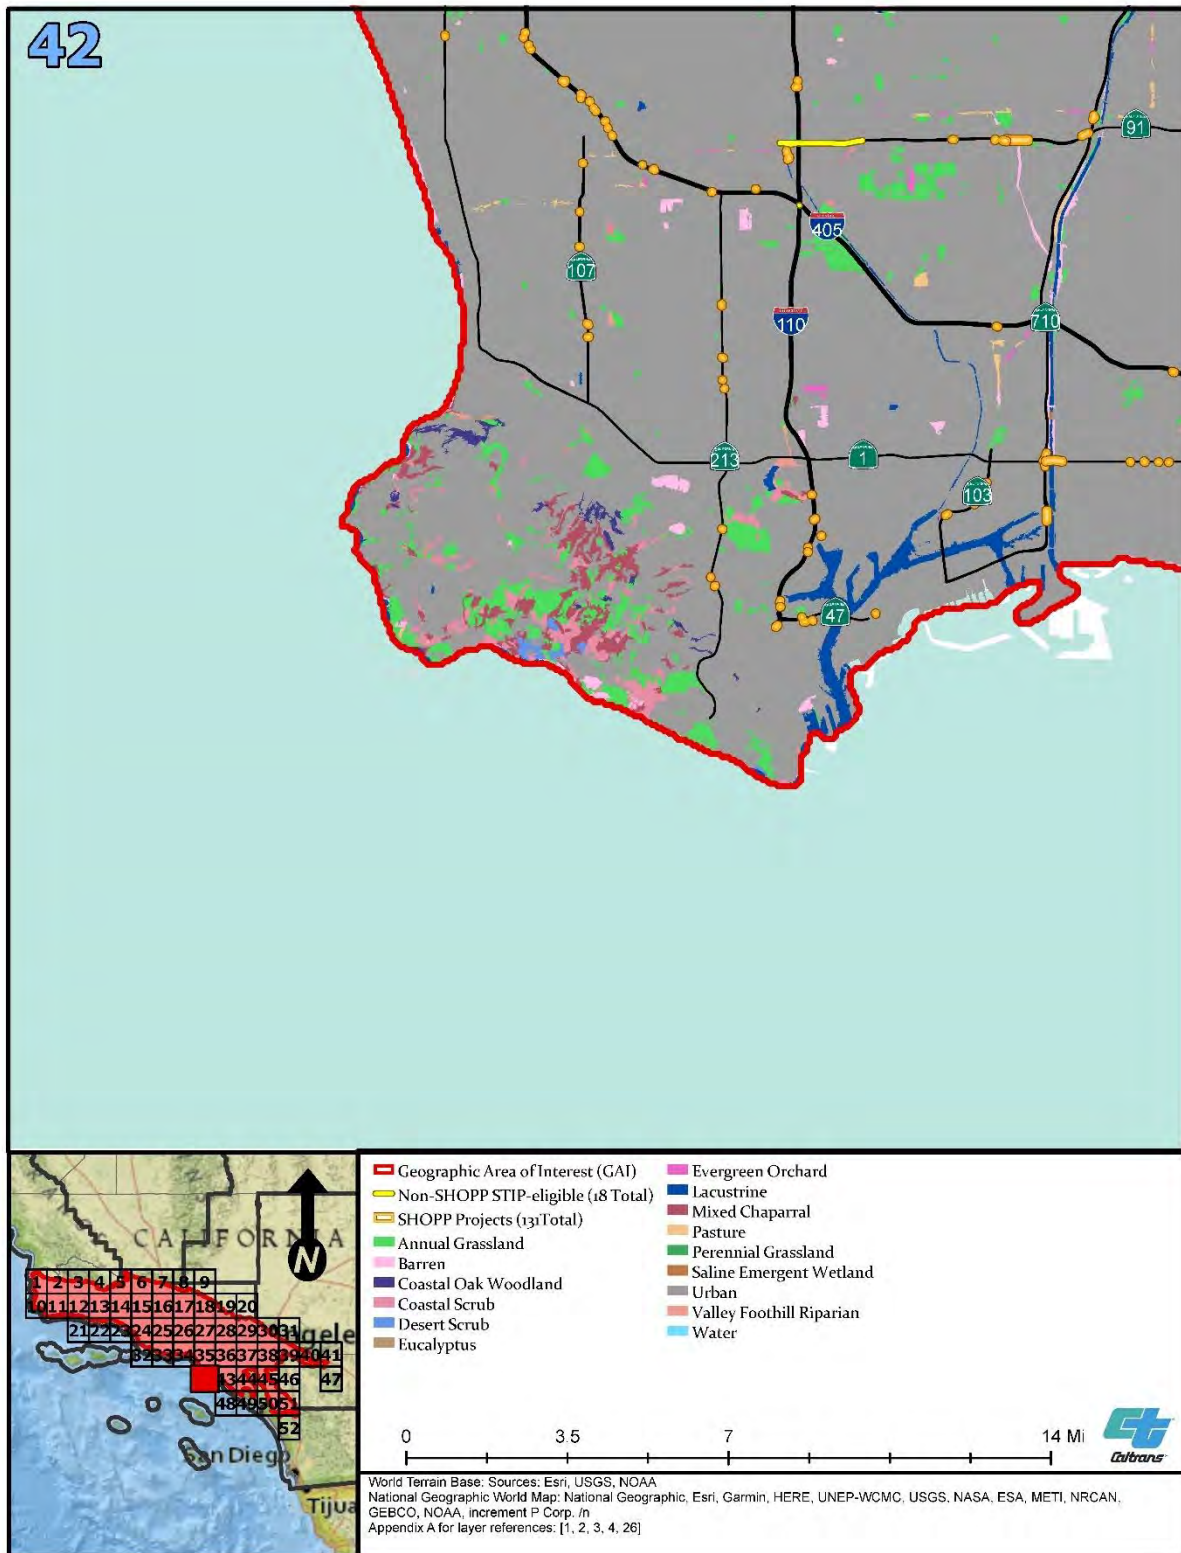 42
91
405
107
110
710
213
1
103
47
CALIFORNIA
N
1 2 3 4 5 6 7 8 9
10 11 12 13 14 15 16 17 18 19 20
21 22 23 24 25 26 27 28 29 30 31
ngele
32 33 34 35 36 37 38 39 40 41
43 44 45 46 47
48 49 50 51
52
San Diego
Tijua
Geographic Area of Interest (GAI)
Non-SHOPP STIP-eligible (18 Total)
SHOPP Projects (131Total)
Annual Grassland
Barren
Coastal Oak Woodland
Coastal Scrub
Desert Scrub
Eucalyptus
Evergreen Orchard
Lacustrine
Mixed Chaparral
Pasture
Perennial Grassland
Saline Emergent Wetland
Urban
Valley Foothill Riparian
Water
0 3.5 7 14 Mi
ct
Caltrans
World Terrain Base: Sources: Esri, USGS, NOAA
National Geographic World Map: National Geographic, Esri, Garmin, HERE, UNEP-WCMC, USGS, NASA, ESA, METI, NRCAN,
GEBCO, NOAA, increment P Corp. /n
Appendix A for layer references: [1, 2, 3, 4, 26]